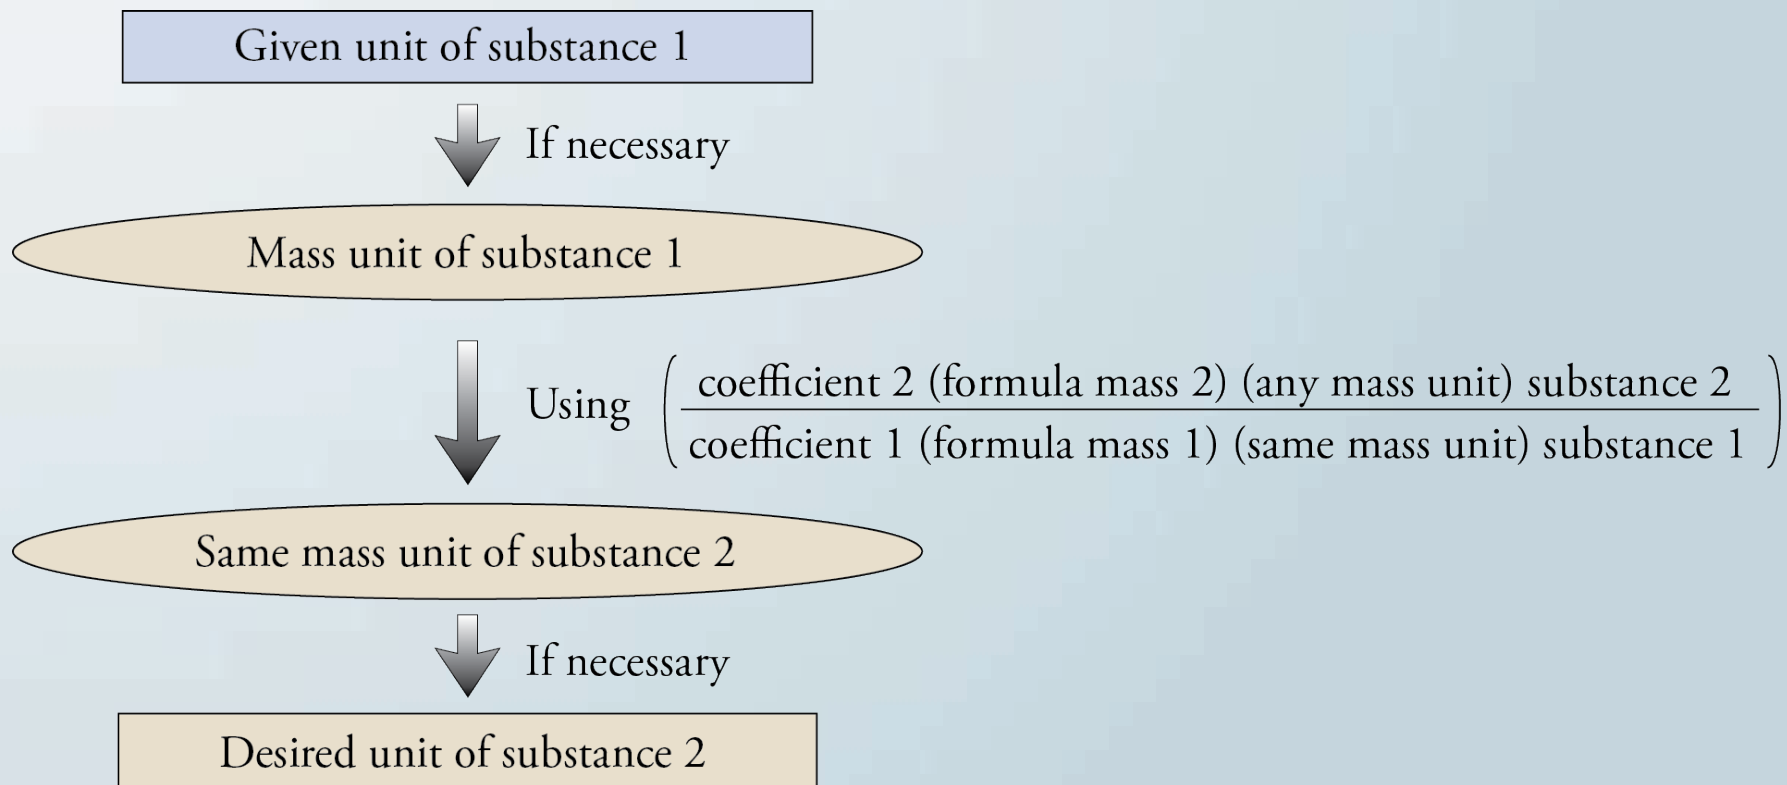 Given unit of substance 1
If necessary
Mass unit of substance 1
Using ( coefficient 2 (formula mass 2) (any mass unit) substance 2
coefficient 1 (formula mass 1) (same mass unit) substance 1 )
Same mass unit of substance 2
If necessary
Desired unit of substance 2